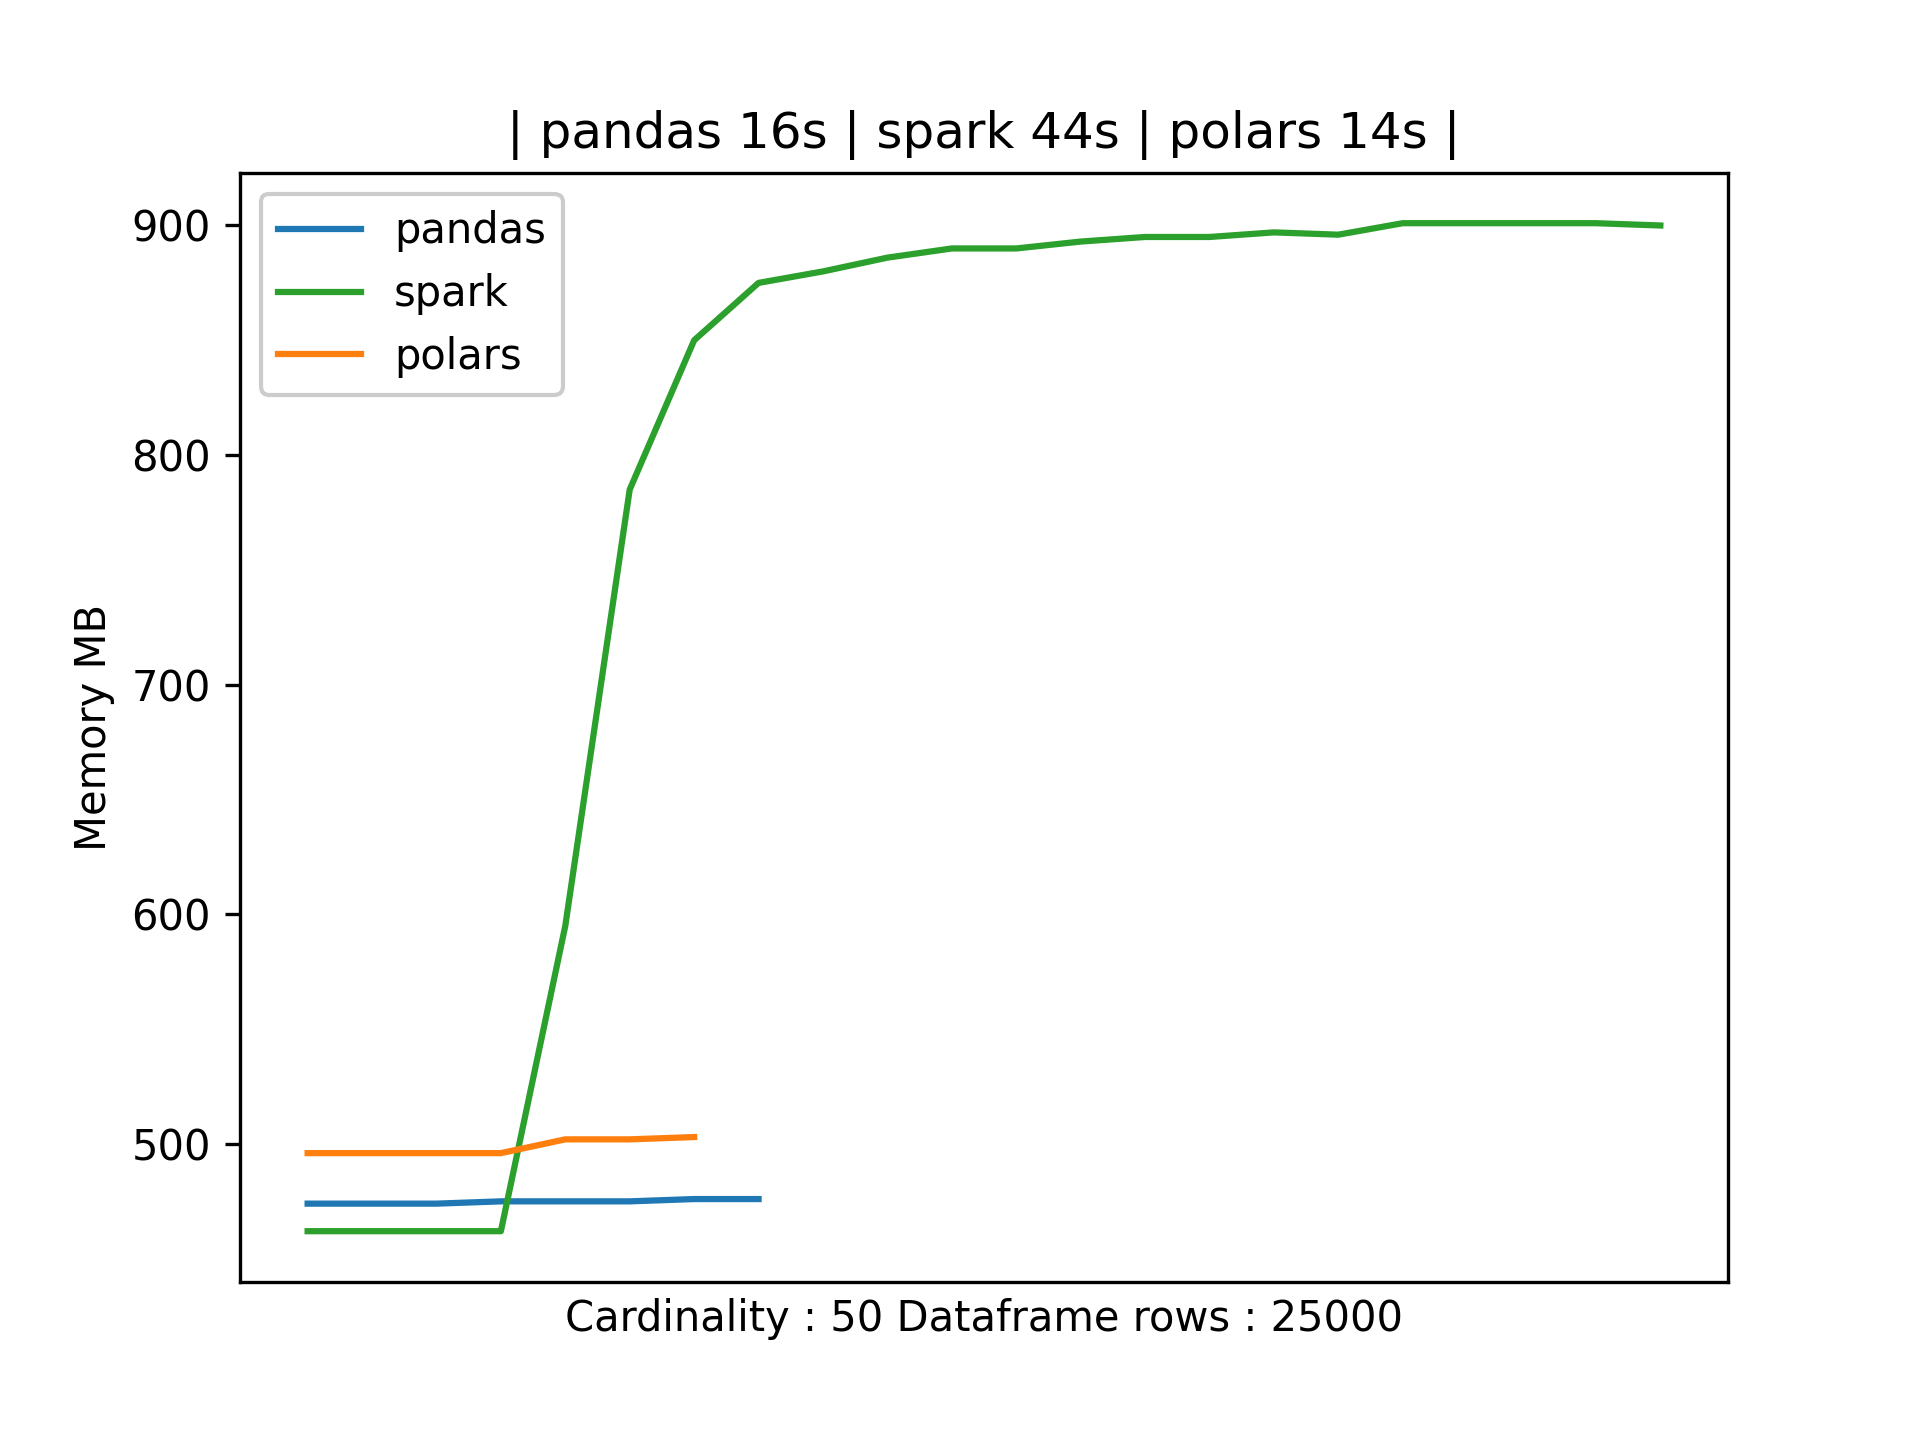 | pandas 16s | spark 44s | polars 14s |
pandas
spark
polars
900
800
700
600
500
Memory MB
Cardinality : 50 Dataframe rows : 25000